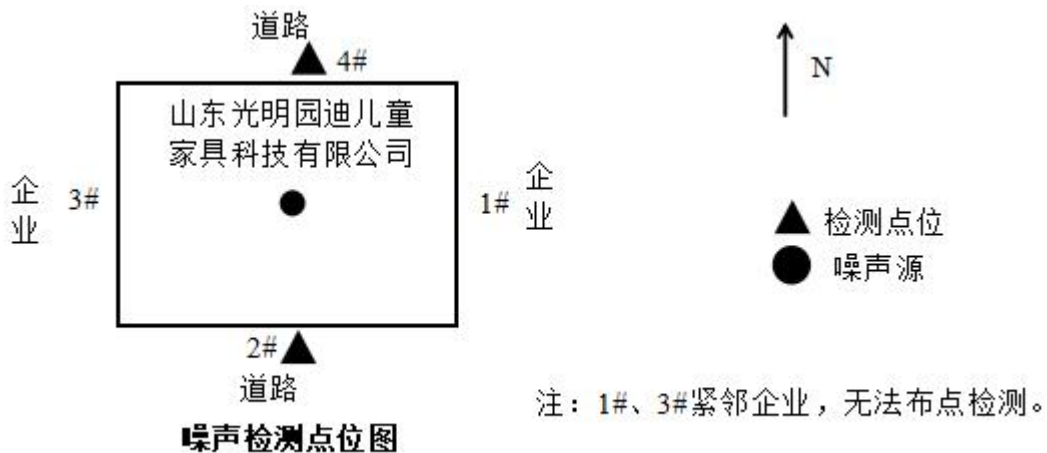 道路
4#
N
山东光明园迪儿童
家具科技有限公司
企
业
3#
1#
企
业
检测点位
噪声源
2#
道路
注：1#、3#紧邻企业，无法布点检测。
噪声检测点位图